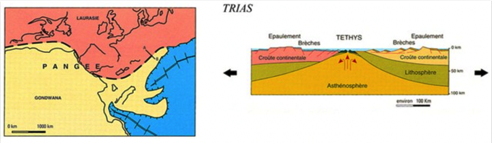 LAURASIE
PANGEE
GONDWANA
0 km 1000 km
TRIAS
Epaulement
Brèches
TETHYS
Brèches
Epaulement
Croûte continentale
Croûte continentale
Lithosphère
Asthénosphère
0 km
50 km
100 km
environ 100 Km